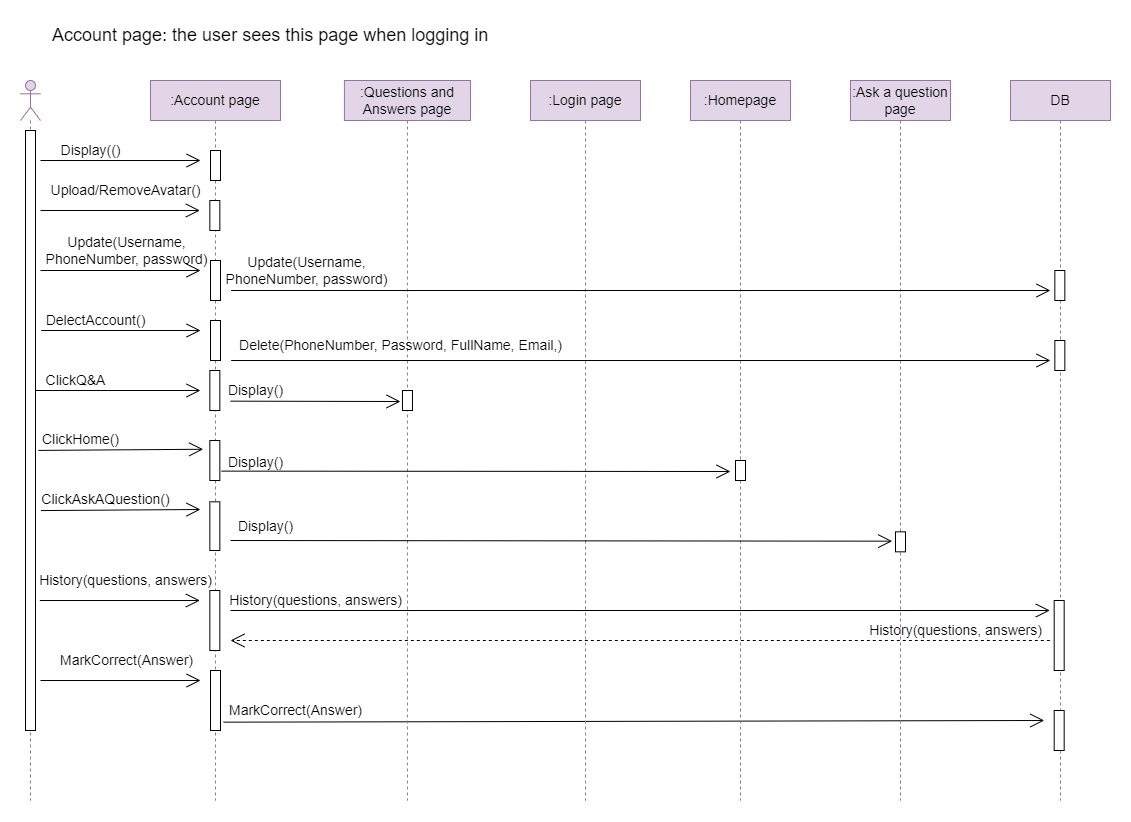 Account page: the user sees this page when logging in
:Account page
:Questions and
Answers page
:Login page
:Homepage
:Ask a question
page
DB
Display(()
Upload/RemoveAvatar()
Update(Username,
PhoneNumber, password)
Update(Username,
PhoneNumber, password)
DelectAccount()
Delete(PhoneNumber, Password, FullName, Email,)
ClickQ&A
Display()
ClickHome()
Display()
ClickAskAQuestion()
Display()
History(questions, answers)
History(questions, answers)
History(questions, answers)
MarkCorrect(Answer)
MarkCorrect(Answer)